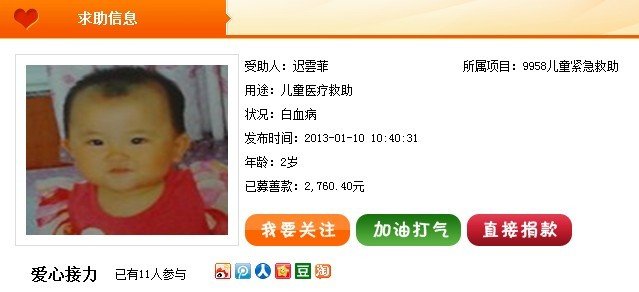 求助信息
受助人：迟雲菲 所属项目：9958儿童紧急救助
用途：儿童医疗救助
状况：白血病
发布时间：2013-01-10 10:40:31
年龄：2岁
已募善款：2,760.40元
我要关注 加油打气 直接捐款
爱心接力 已有11人参与 豆 淘